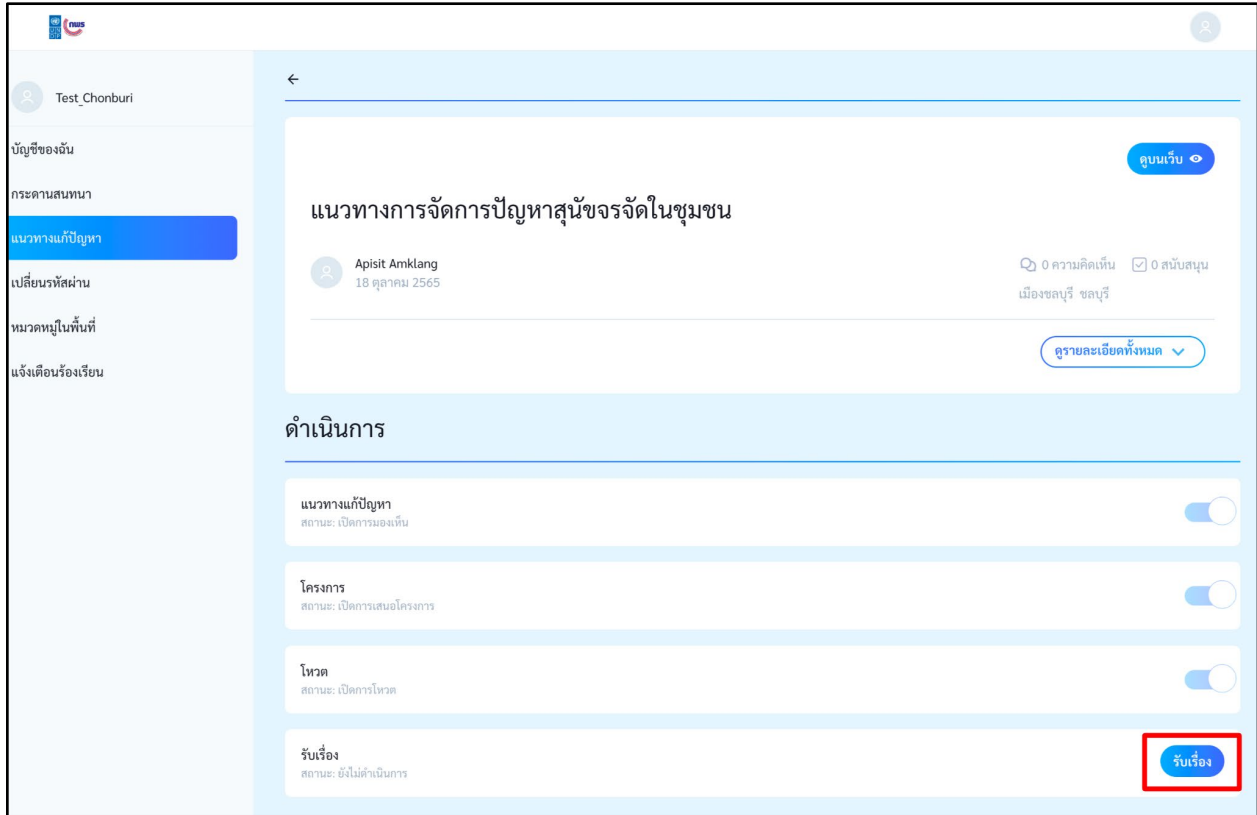 Test_Chonburi
บัญชีของฉัน
กระดานสนทนา
แนวทางแก้ปัญหา
เปลี่ยนรหัสผ่าน
หมวดหมู่ในพื้นที่
แจ้งเตือนร้องเรียน
ดูบนเว็บ
แนวทางการจัดการปัญหาสุนัขจรจัดในชุมชน
Apisit Amklang
18 ตุลาคม 2565
0 ความคิดเห็น 0 สนับสนุน
เมืองชลบุรี ชลบุรี
ดูรายละเอียดทั้งหมด
ดำเนินการ
แนวทางแก้ปัญหา
สถานะ: เปิดการมองเห็น
โครงการ
สถานะ: เปิดการเสนอโครงการ
โหวต
สถานะ: เปิดการโหวต
รับเรื่อง
สถานะ: ยังไม่ดำเนินการ
รับเรื่อง